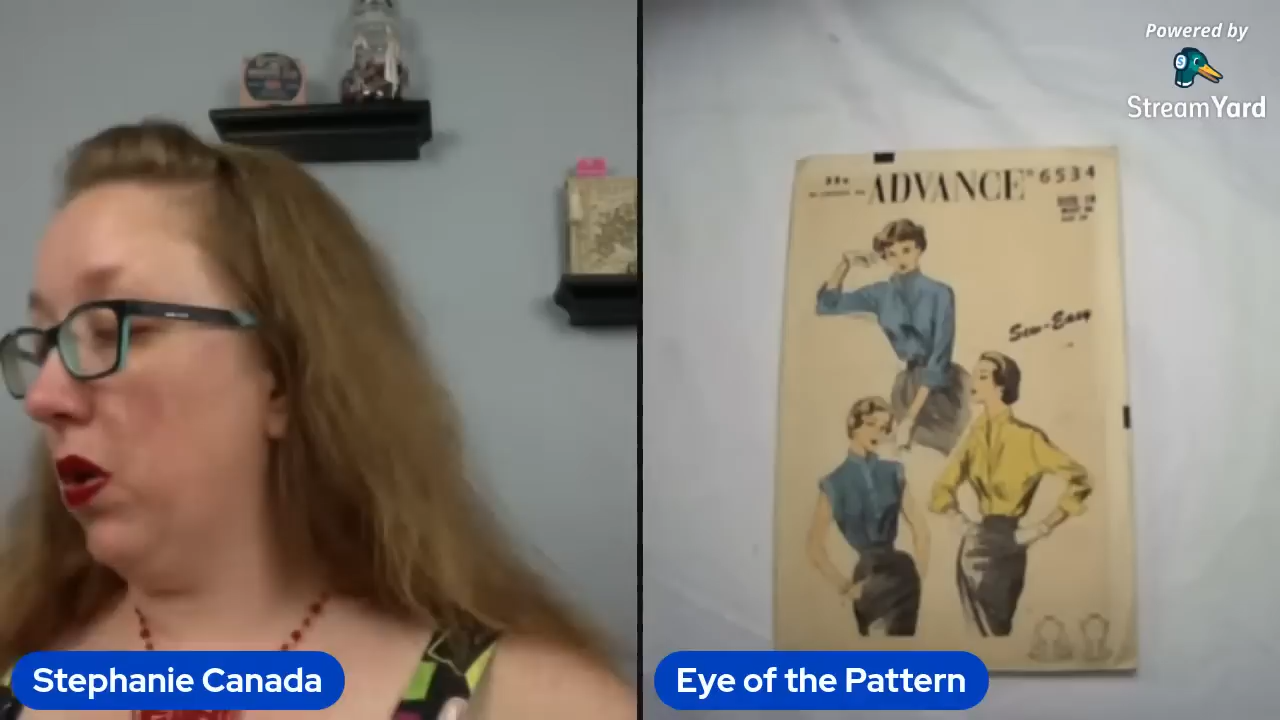 Powered by
StreamYard
ADVANCE 6534
Sew-Easy
Stephanie Canada
Eye of the Pattern